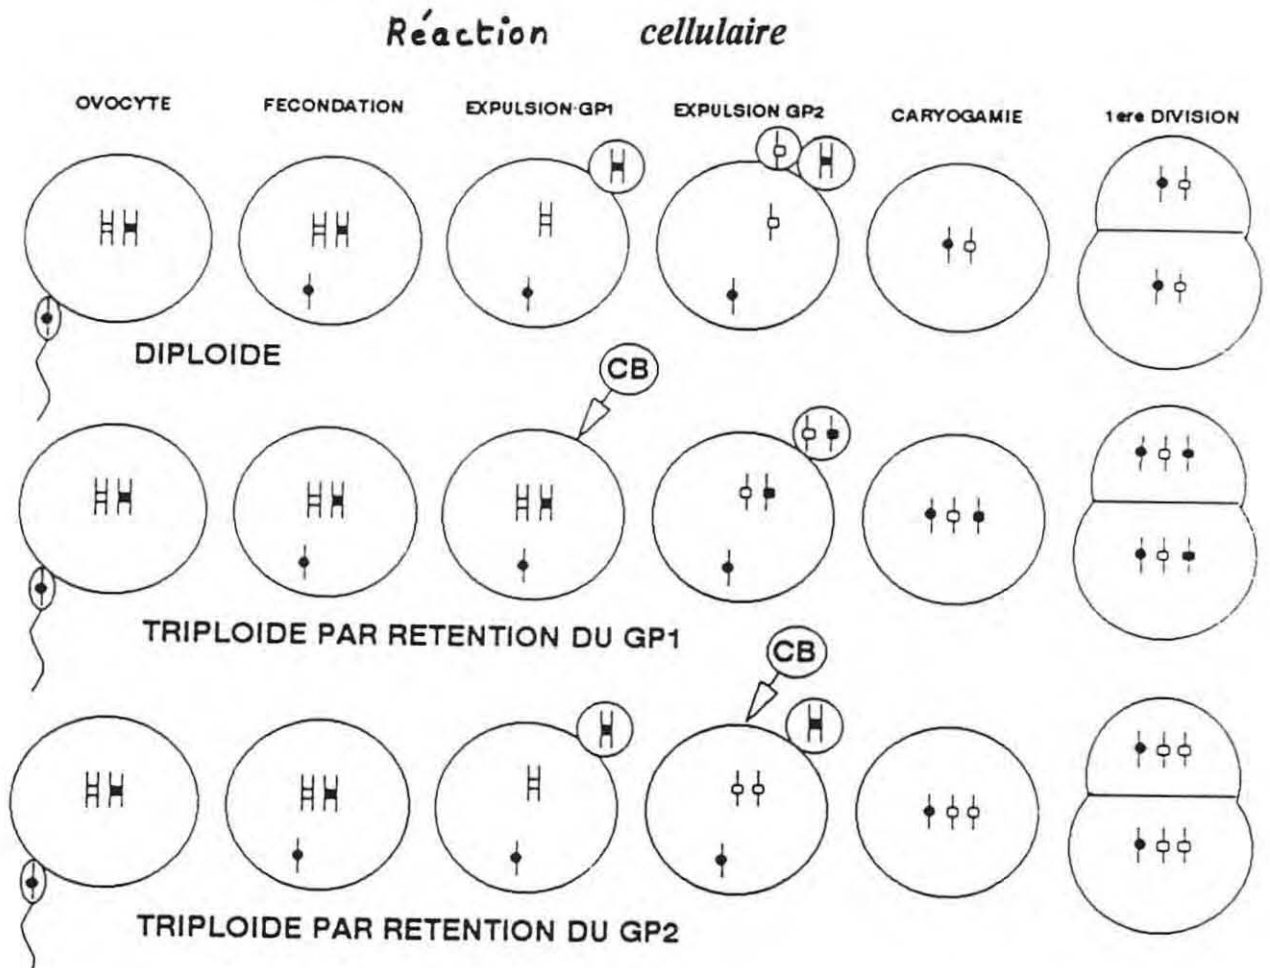 Réaction cellulaire
OVOCYTE FECONDATION EXPULSION·GP1 EXPULSION GP2 CARYOGAMIE 1ere DIVISION
DIPLOIDE
CB
TRIPLOIDE PAR RETENTION DU GP1
CB
TRIPLOIDE PAR RETENTION DU GP2